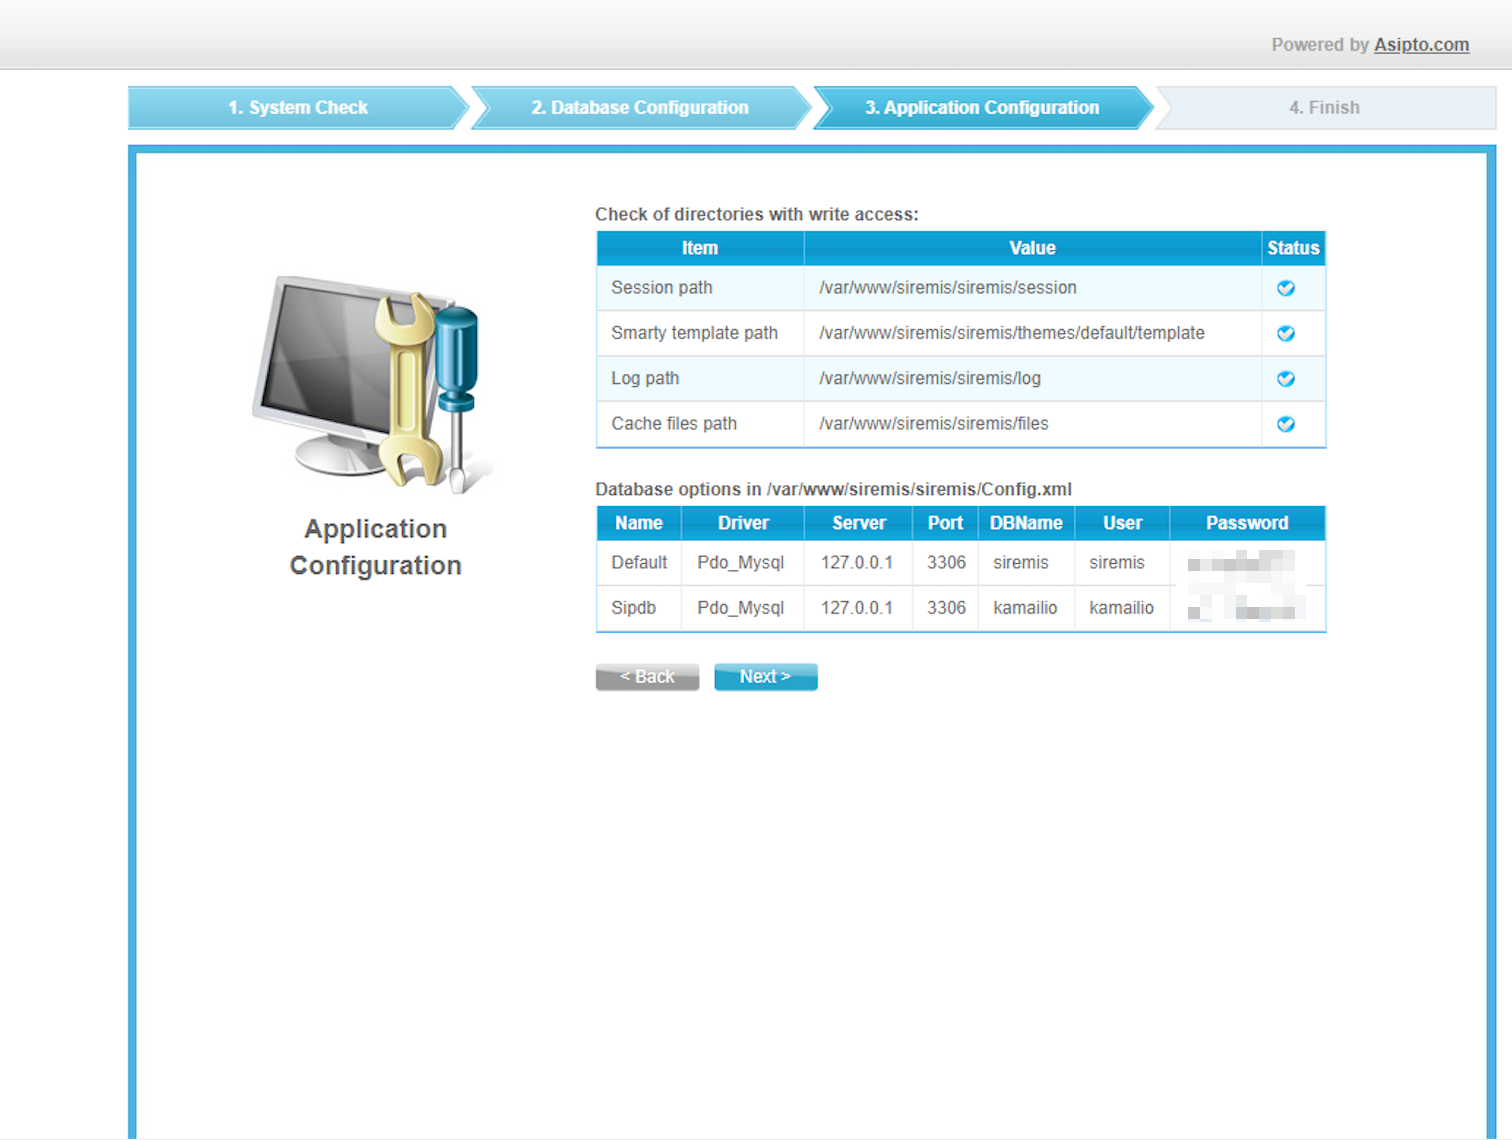 Powered by Asipto.com
1. System Check 2. Database Configuration 3. Application Configuration 4. Finish
Application
Configuration
Check of directories with write access:
Item Value Status
Session path /var/www/siremis/siremis/session
Smarty template path /var/www/siremis/siremis/themes/default/template
Log path /var/www/siremis/siremis/log
Cache files path /var/www/siremis/siremis/files
Database options in /var/www/siremis/siremis/Config.xml
Name Driver Server Port DBName User Password
Default Pdo_Mysql 127.0.0.1 3306 siremis siremis
Sipdb Pdo_Mysql 127.0.0.1 3306 kamailio kamailio
< Back Next >